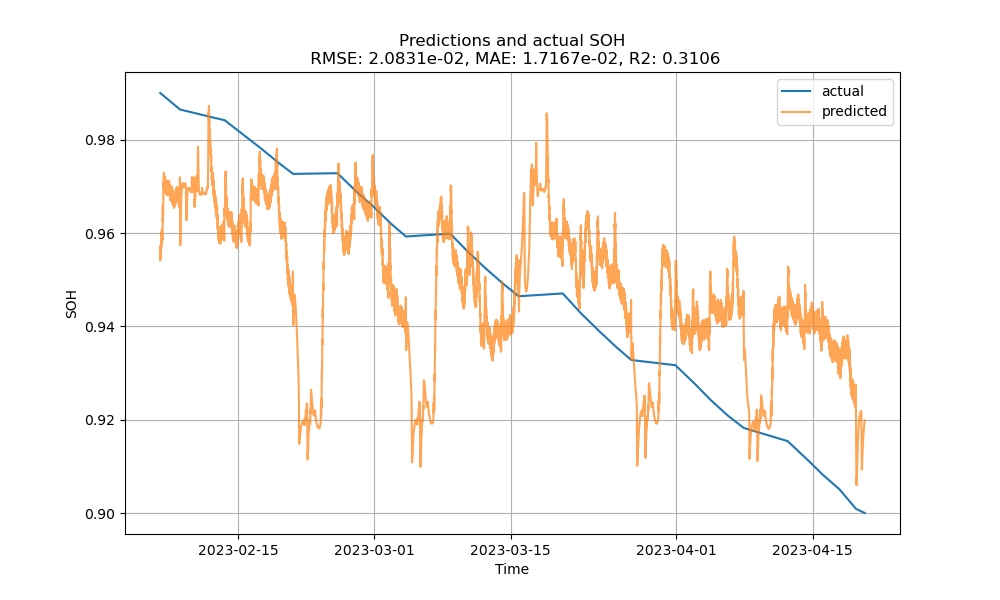 Predictions and actual SOH
RMSE: 2.0831e-02, MAE: 1.7167e-02, R2: 0.3106
actual
predicted
0.98
0.96
0.94
0.92
0.90
SOH
2023-02-15
2023-03-01
2023-03-15
2023-04-01
2023-04-15
Time